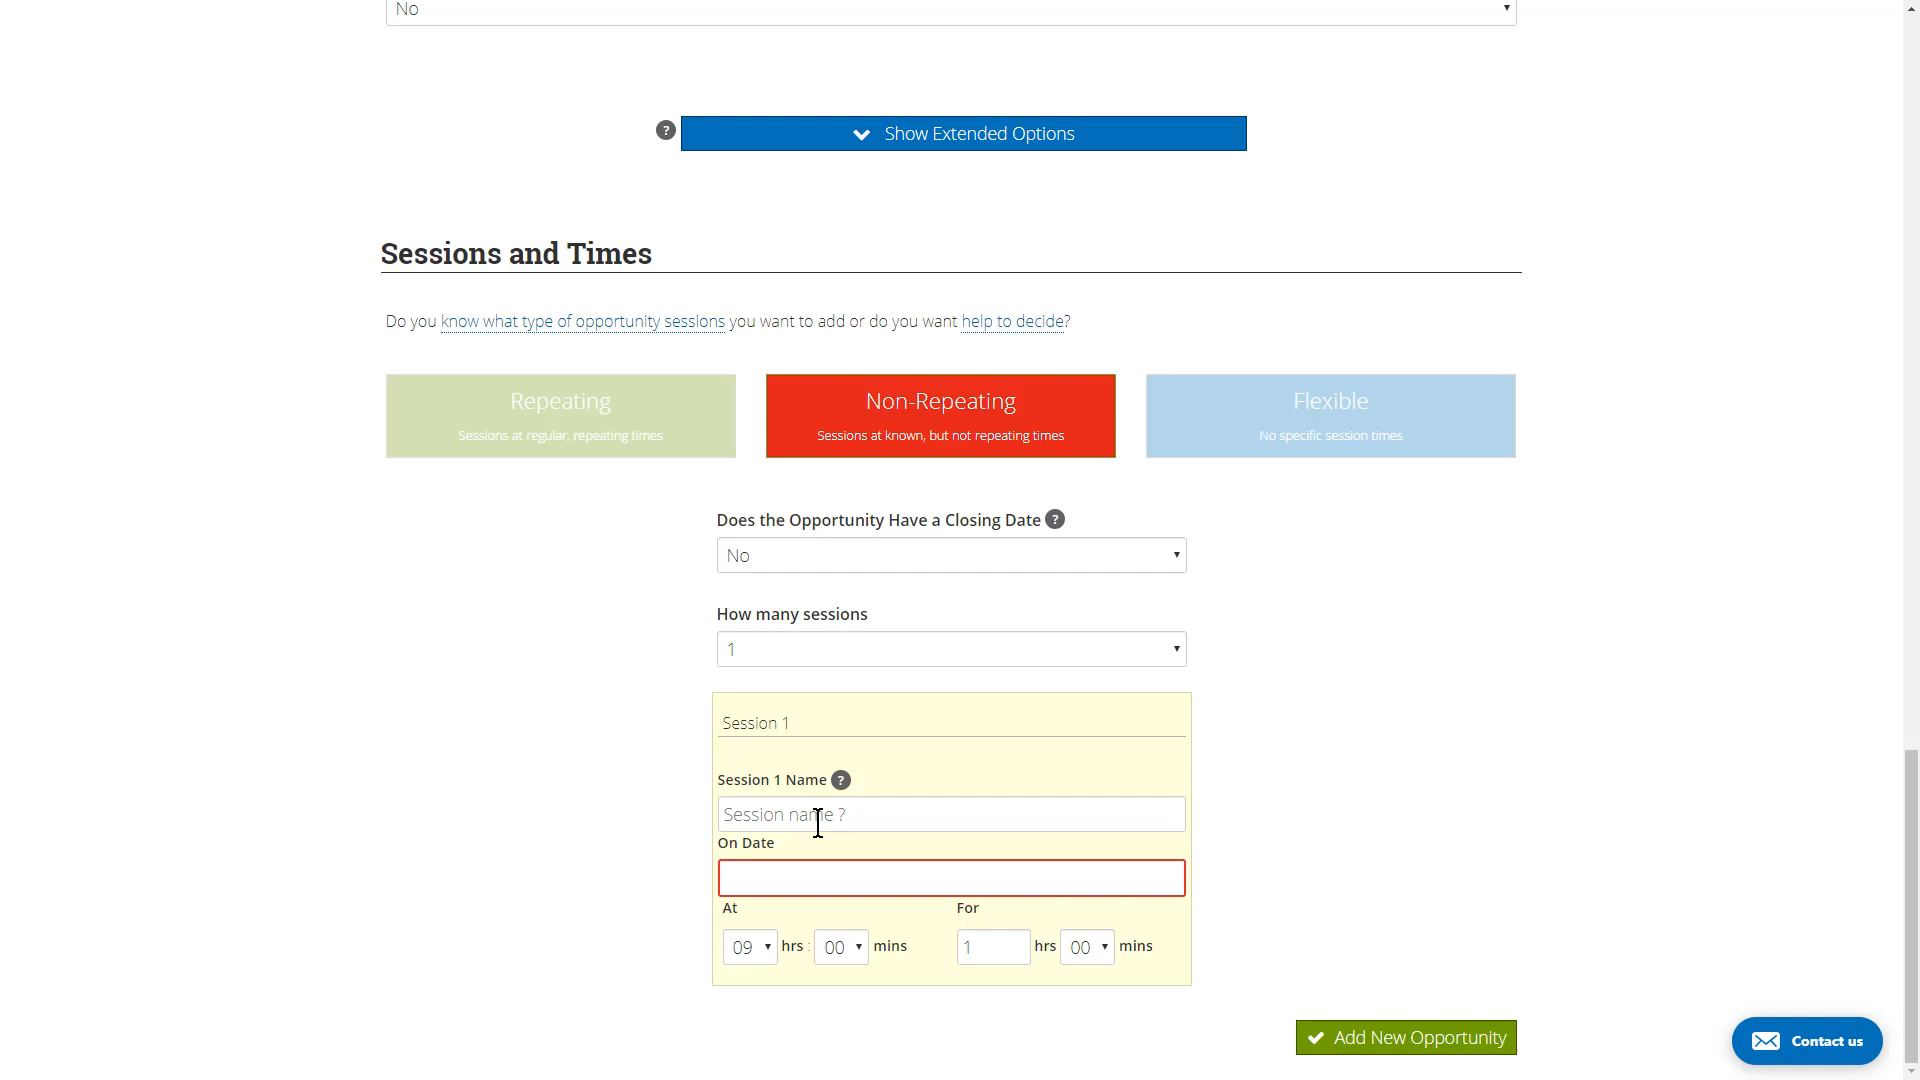 No
? Show Extended Options
Sessions and Times
Do you know what type of opportunity sessions you want to add or do you want help to decide?
Repeating
Sessions at regular, repeating times
Non-Repeating
Sessions at known, but not repeating times
Flexible
No specific session times
Does the Opportunity Have a Closing Date ?
No
How many sessions
1
Session 1
Session 1 Name ?
Session name ?
On Date
At For
09 hrs : 00 mins 1 hrs 00 mins
Add New Opportunity
Contact us